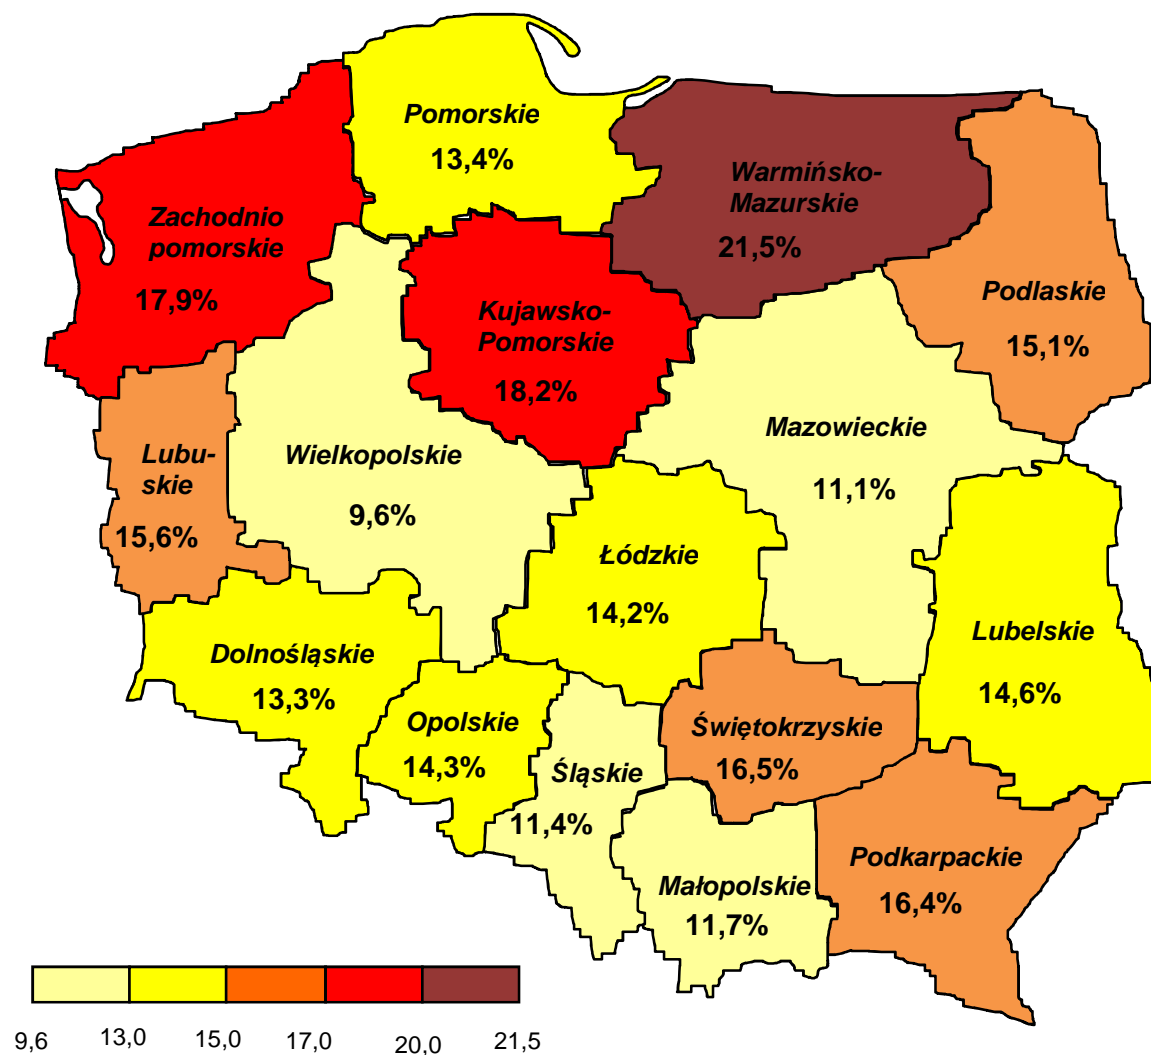 Pomorskie
13,4%
Warmińsko-
Mazurskie
21,5%
Zachodnio
pomorskie
17,9%
Kujawsko-
Pomorskie
18,2%
Podlaskie
15,1%
Lubu-
skie
15,6%
Wielkopolskie
9,6%
Mazowieckie
11,1%
Łódzkie
14,2%
Lubelskie
14,6%
Dolnośląskie
13,3%
Opolskie
14,3%
Śląskie
11,4%
Świętokrzyskie
16,5%
Małopolskie
11,7%
Podkarpackie
16,4%
9,6 13,0 15,0 17,0 20,0 21,5